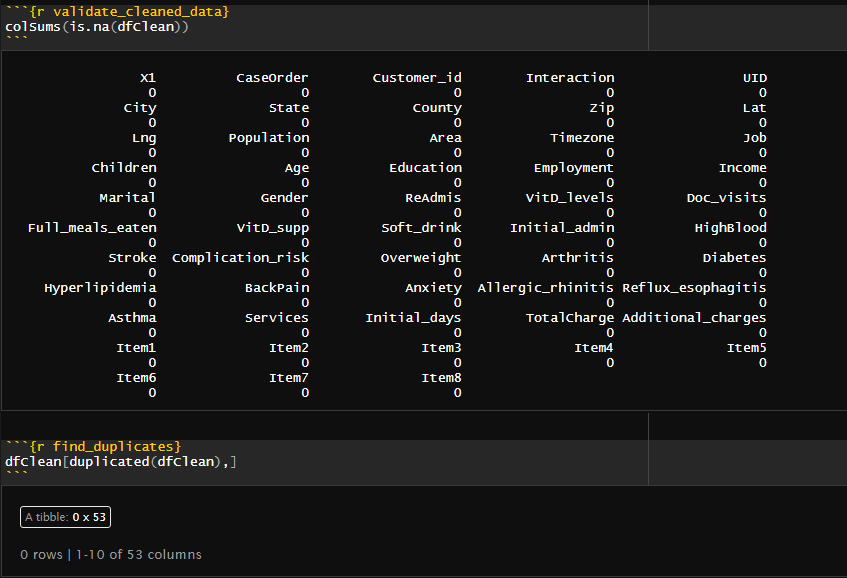 ```{r validate_cleaned_data}
colSums(is.na(dfClean))
```
X1 CaseOrder Customer_id Interaction UID
0 0 0 0 0
City State County Zip Lat
0 0 0 0 0
Lng Population Area Timezone Job
0 0 0 0 0
Children Age Education Employment Income
0 0 0 0 0
Marital Gender ReAdmis VitD_levels Doc_visits
0 0 0 0 0
Full_meals_eaten VitD_supp Soft_drink Initial_admin HighBlood
0 0 0 0 0
Stroke Complication_risk Overweight Arthritis Diabetes
0 0 0 0 0
Hyperlipidemia BackPain Anxiety Allergic_rhinitis Reflux_esophagitis
0 0 0 0 0
Asthma Services Initial_days TotalCharge Additional_charges
0 0 0 0 0
Item1 Item2 Item3 Item4 Item5
0 0 0 0 0
Item6 Item7 Item8
0 0 0
```{r find_duplicates}
dfClean[duplicated(dfClean),]
```
A tibble: 0 x 53
0 rows | 1-10 of 53 columns